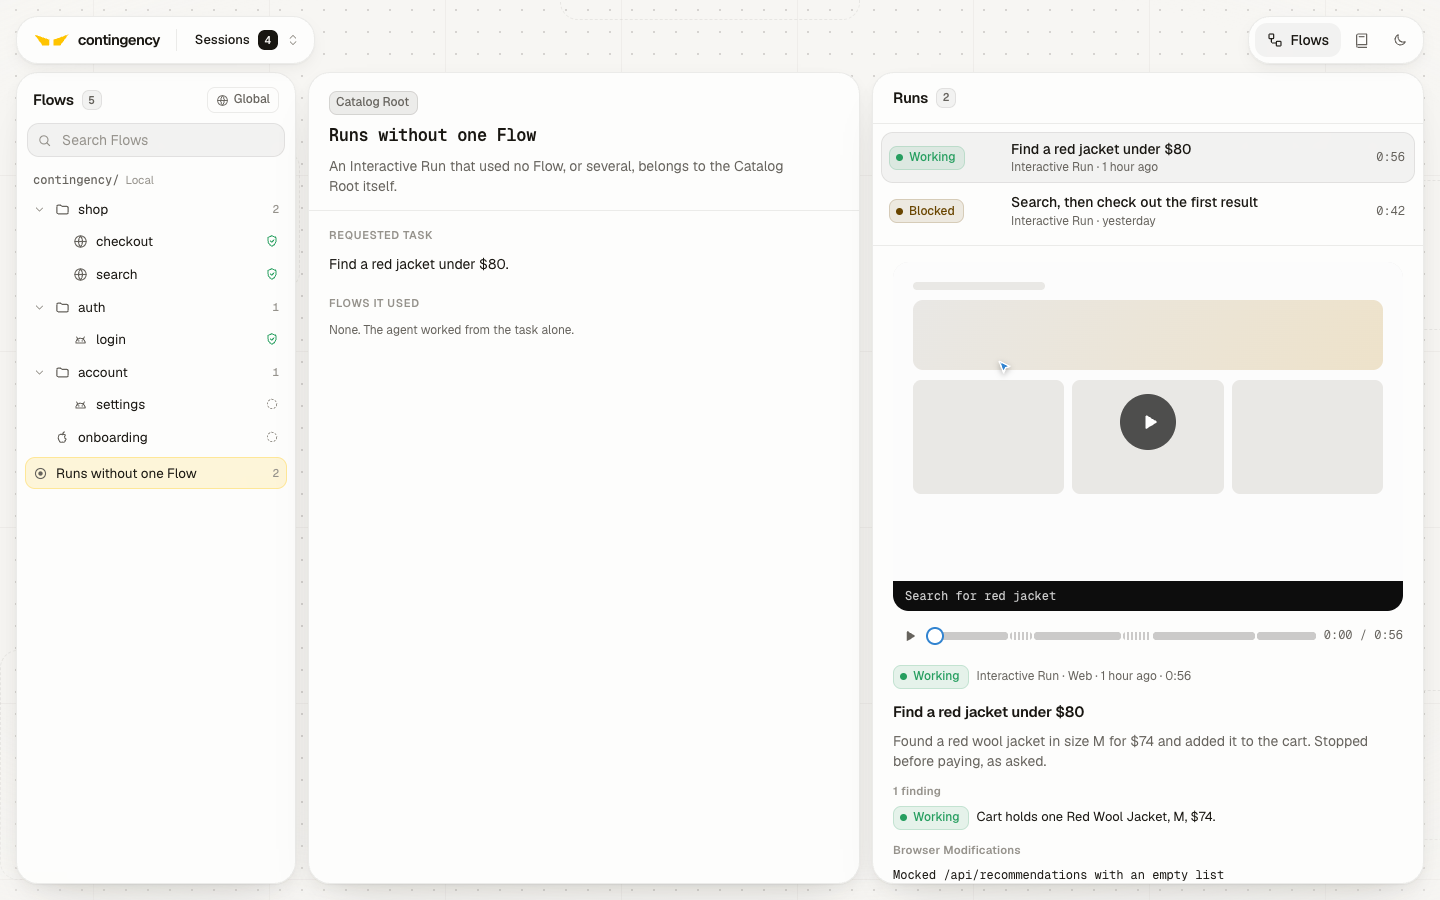 contingency
Sessions 4
Flows
Flows 5
Global
Search Flows
contingency/ Local
shop 2
checkout
search
auth 1
login
account 1
settings
onboarding
Runs without one Flow 2
Catalog Root
Runs without one Flow
An Interactive Run that used no Flow, or several, belongs to the Catalog
Root itself.
REQUESTED TASK
Find a red jacket under $80.
FLOWS IT USED
None. The agent worked from the task alone.
Runs 2
Working
Find a red jacket under $80
Interactive Run · 1 hour ago
0:56
Blocked
Search, then check out the first result
Interactive Run · yesterday
0:42
Search for red jacket
0:00 / 0:56
Working Interactive Run · Web · 1 hour ago · 0:56
Find a red jacket under $80
Found a red wool jacket in size M for $74 and added it to the cart. Stopped
before paying, as asked.
1 finding
Working Cart holds one Red Wool Jacket, M, $74.
Browser Modifications
Mocked /api/recommendations with an empty list